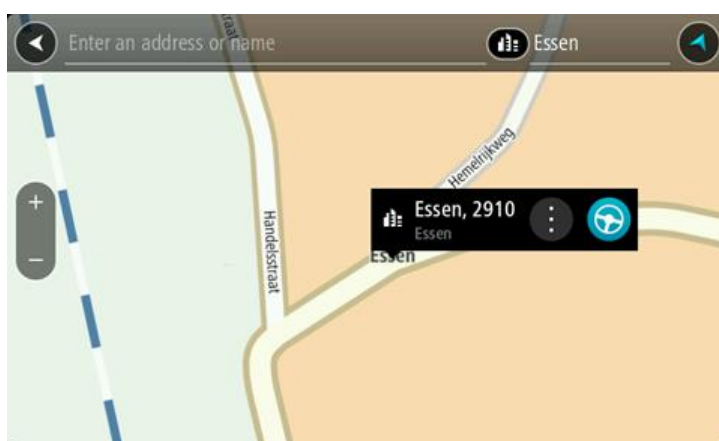 Enter an address or name
Essen
Hemelrijkweg
Essen, 2910
Essen
Essen
Handelsstraat